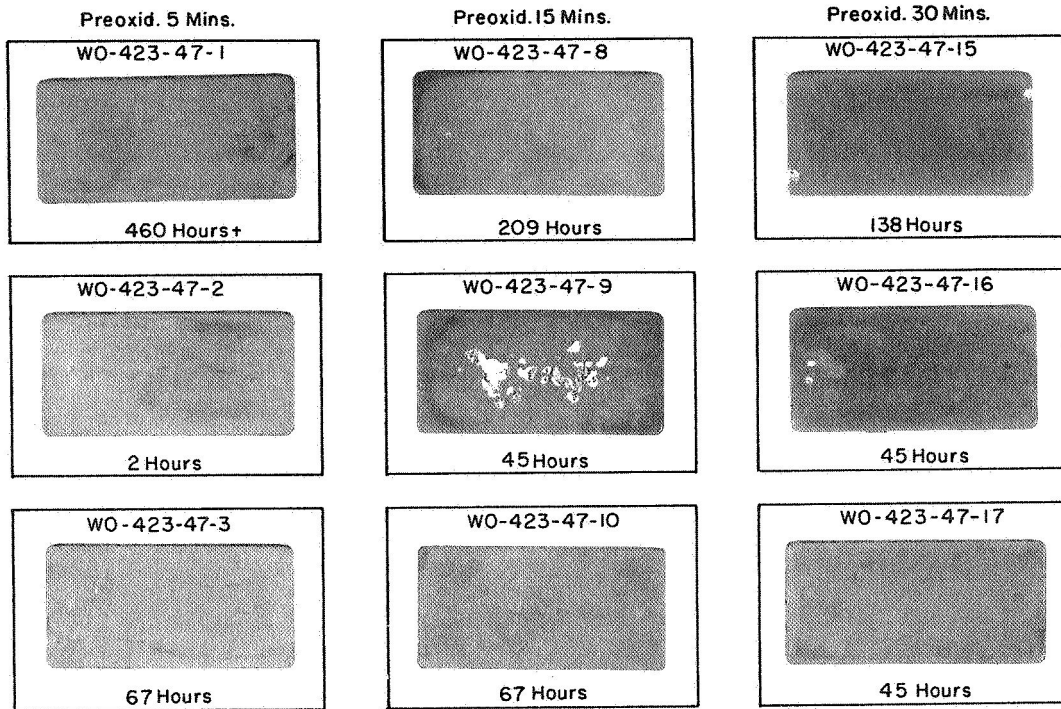 Preoxid. 5 Mins.
Preoxid. 15 Mins.
Preoxid. 30 Mins.
WO-423-47-1
WO-423-47-8
WO-423-47-15
460 Hours+
209 Hours
138 Hours
WO-423-47-2
WO-423-47-9
WO-423-47-16
2 Hours
45 Hours
45 Hours
WO-423-47-3
WO-423-47-10
WO-423-47-17
67 Hours
67 Hours
45 Hours